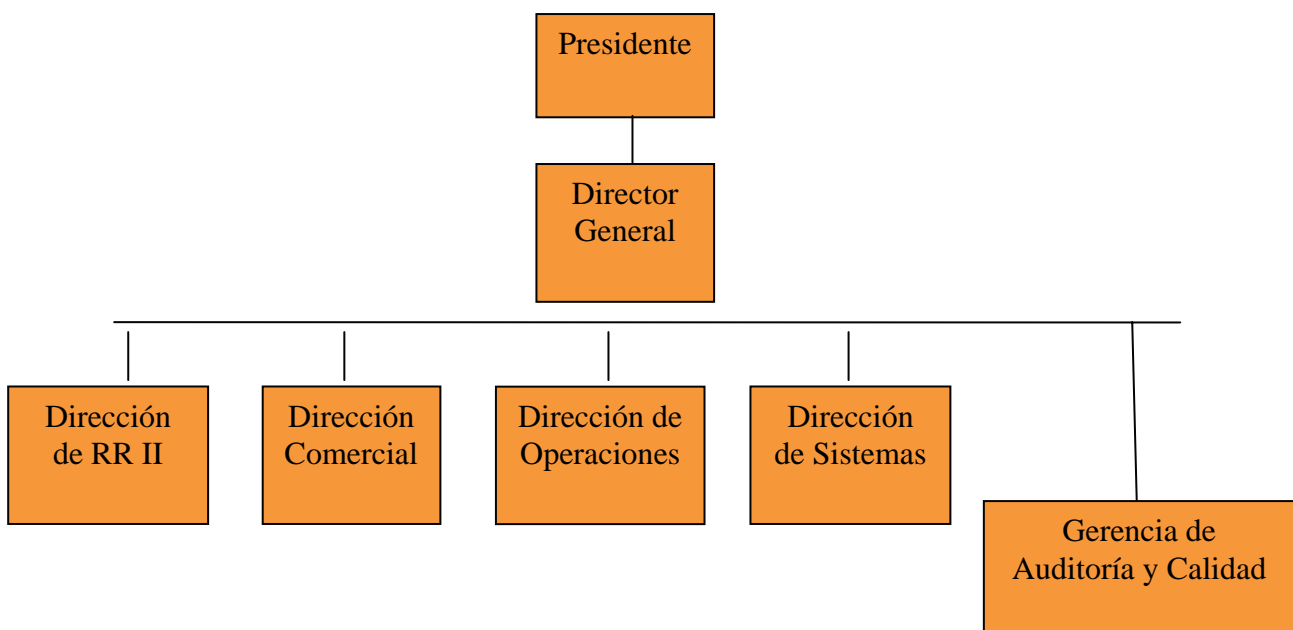 Presidente
Director
General
Dirección
de RR II
Dirección
Comercial
Dirección de
Operaciones
Dirección
de Sistemas
Gerencia de
Auditoría y Calidad